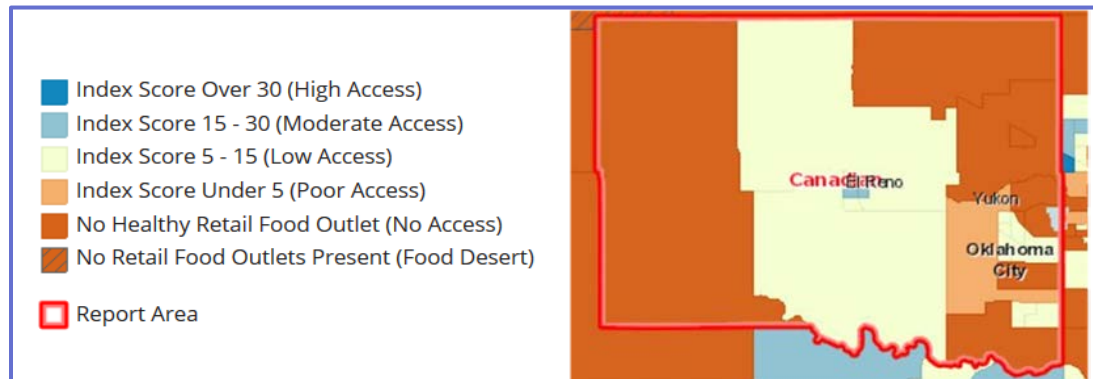 Index Score Over 30 (High Access)
Index Score 15 - 30 (Moderate Access)
Index Score 5 - 15 (Low Access)
Index Score Under 5 (Poor Access)
No Healthy Retail Food Outlet (No Access)
No Retail Food Outlets Present (Food Desert)
Report Area
Canadian
El Reno
Yukon
Oklahoma
City